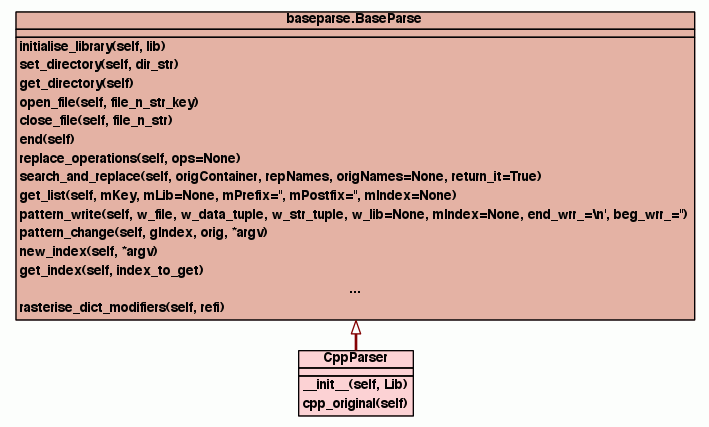 baseparse.BaseParse
initialise_library(self, lib)
set_directory(self, dir_str)
get_directory(self)
open_file(self, file_n_str_key)
close_file(self, file_n_str)
end(self)
replace_operations(self, ops=None)
search_and_replace(self, origContainer, repNames, origNames=None, return_it=True)
get_list(self, mKey, mLib=None, mPrefix='', mPostfix='', mIndex=None)
pattern_write(self, w_file, w_data_tuple, w_str_tuple, w_lib=None, mIndex=None, end_wrr_=\n', beg_wrr_='')
pattern_change(self, gIndex, orig, *argv)
new_index(self, *argv)
get_index(self, index_to_get)
...
rasterise_dict_modifiers(self, refi)
CppParser
__init__(self, Lib)
cpp_original(self)